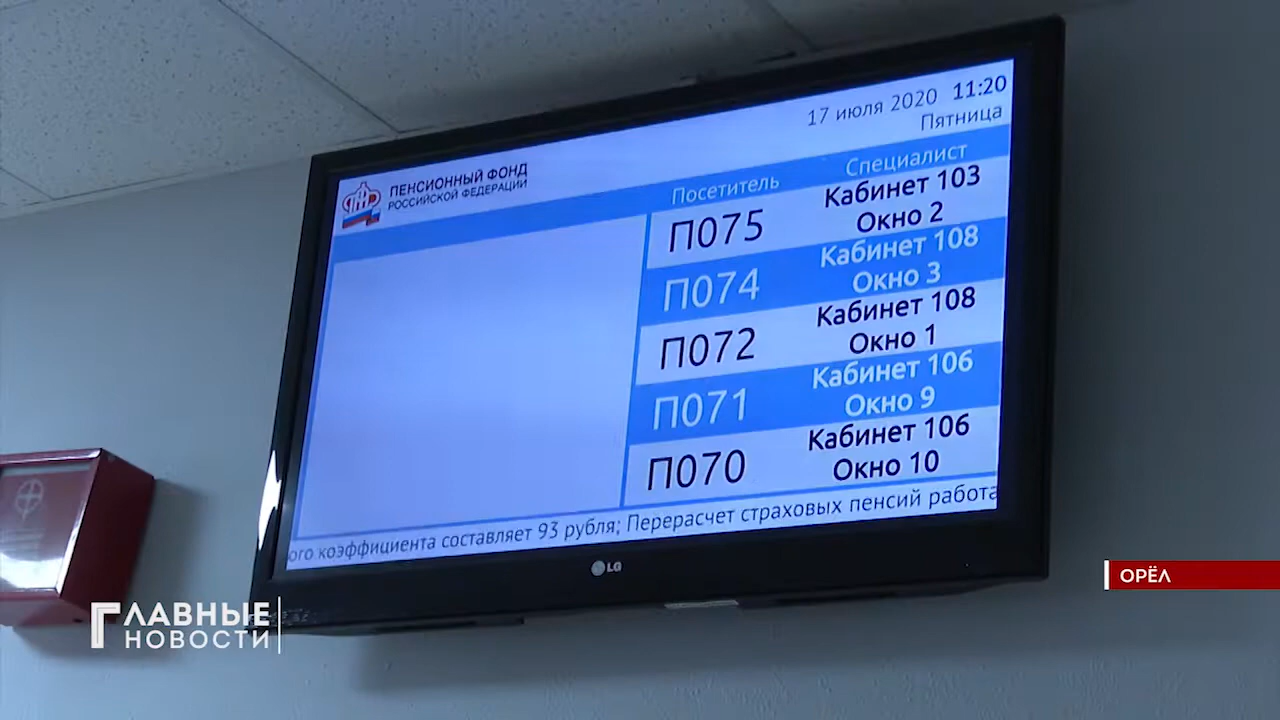 17 июля 2020 11:20
Пятница
ПЕНСИОННЫЙ ФОНД
РОССИЙСКОЙ ФЕДЕРАЦИИ
Посетитель Специалист
П075 Кабинет 103
Окно 2
П074 Кабинет 108
Окно 3
П072 Кабинет 108
Окно 1
П071 Кабинет 106
Окно 9
П070 Кабинет 106
Окно 10
ого коэффициента составляет 93 рубля; Перерасчет страховых пенсий работа
LG
ОРЁЛ
ГЛАВНЫЕ
НОВОСТИ